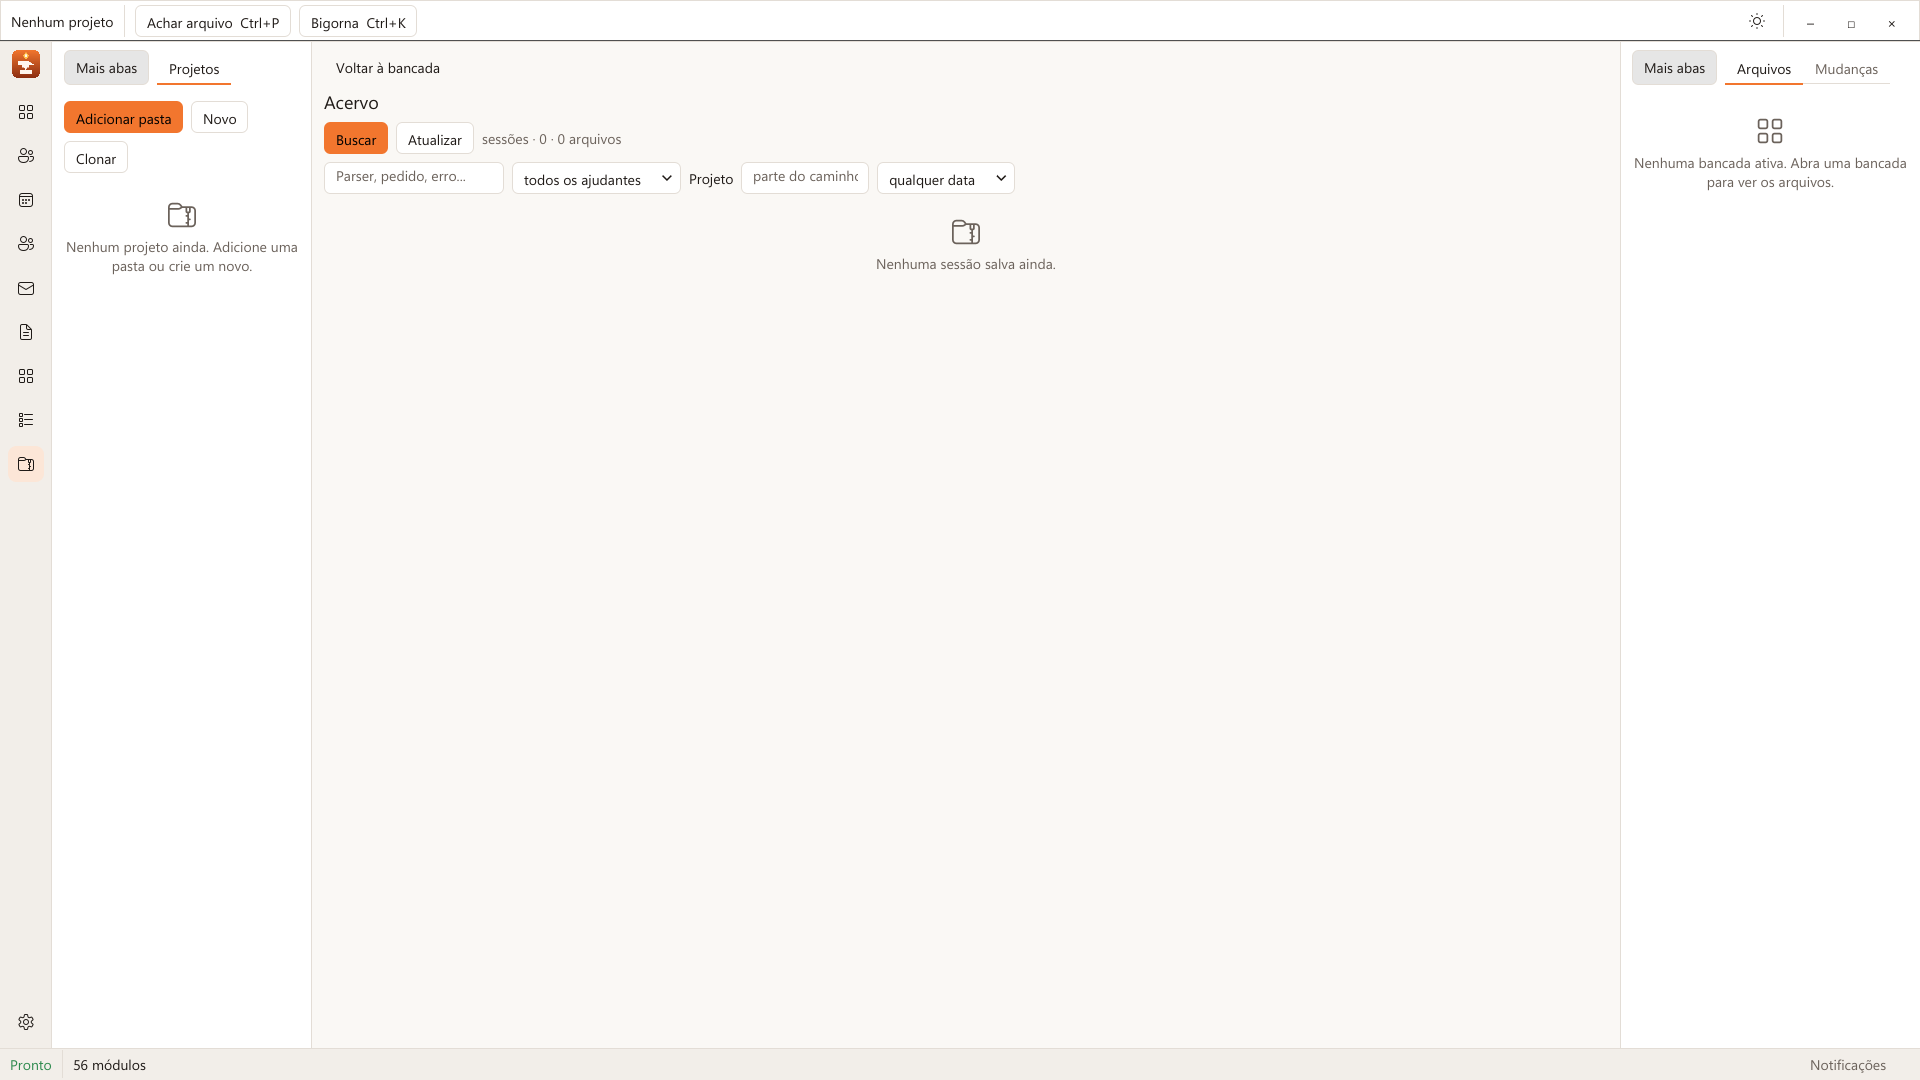 Nenhum projeto
Achar arquivo Ctrl+P
Bigorna Ctrl+K
Mais abas
Projetos
Adicionar pasta
Novo
Clonar
Nenhum projeto ainda. Adicione uma
pasta ou crie um novo.
Voltar à bancada
Acervo
Buscar
Atualizar
sessões · 0 · 0 arquivos
Parser, pedido, erro...
todos os ajudantes
Projeto
parte do caminho
qualquer data
Nenhuma sessão salva ainda.
Mais abas
Arquivos
Mudanças
Nenhuma bancada ativa. Abra uma bancada
para ver os arquivos.
Pronto
56 módulos
Notificações